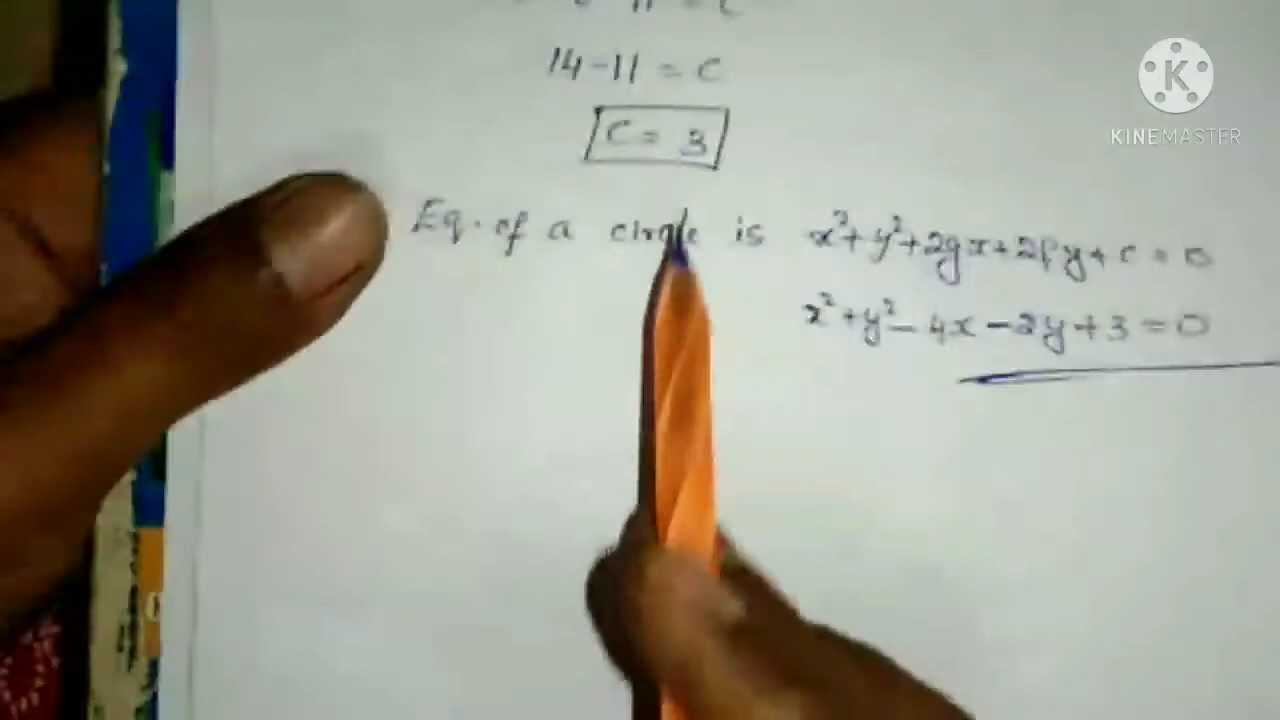 14-11 = C
C = 3
Eq. of a circle is x²+y²+2gx+2fy+c=0
x²+y²-4x-2y+3=0
K
KINEMASTER